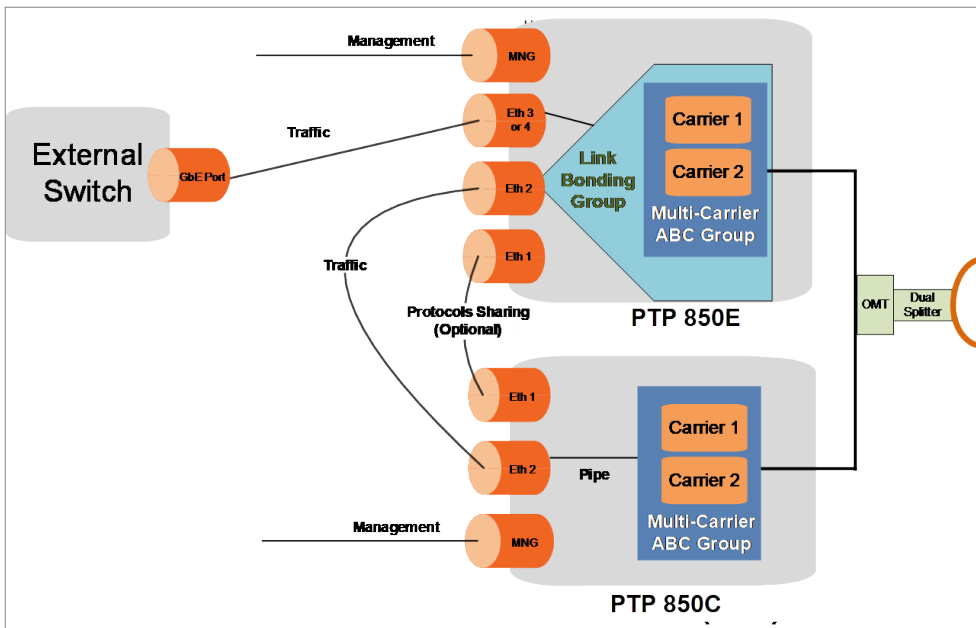 Management
MNG
Eth 3
or 4
Traffic
External
Switch
GbE Port
Eth 2
Link
Bonding
Group
Carrier 1
Carrier 2
Multi-Carrier
ABC Group
Eth 1
Traffic
Protocols Sharing
(Optional)
PTP 850E
OMT
Dual
Splitter
Eth 1
Eth 2
Pipe
Carrier 1
Carrier 2
Multi-Carrier
ABC Group
Management
MNG
PTP 850C